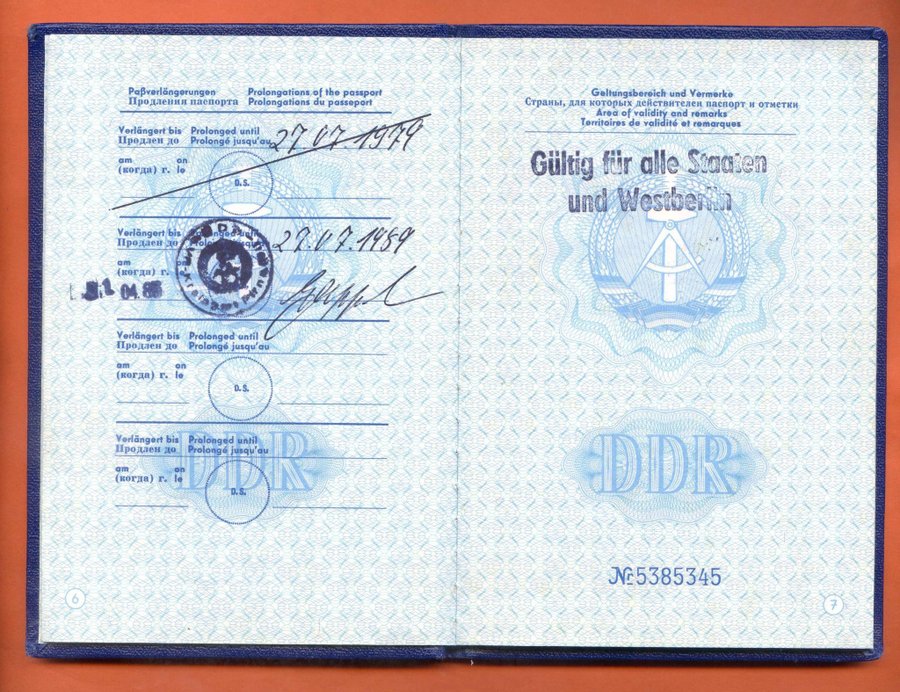 Paßverlängerungen Prolongations of the passport
Продления паспорта Prolongations du passeport
Verlängert bis Prolonged until
Продлен до Prolongé jusqu'au
27.07.1979
am on
(когда) г. le
D.S.
Verlängert bis Prolonged until
Продлен до
27.07.1989
am
(когда) г.
04.86
Verlängert bis Prolonged until
Продлен до Prolongé jusqu'au
am on
(когда) г. le
D.S.
Verlängert bis Prolonged until
Продлен до Prolongé jusqu'au
am on
(когда) г. le
D.S.
DDR
6
Geltungsbereich und Vermerke
Страны, для которых действителен паспорт и отметки
Area of validity and remarks
Territoires de validité et remarques
Gültig für alle Staaten
und Westberlin
DDR
№5385345
7